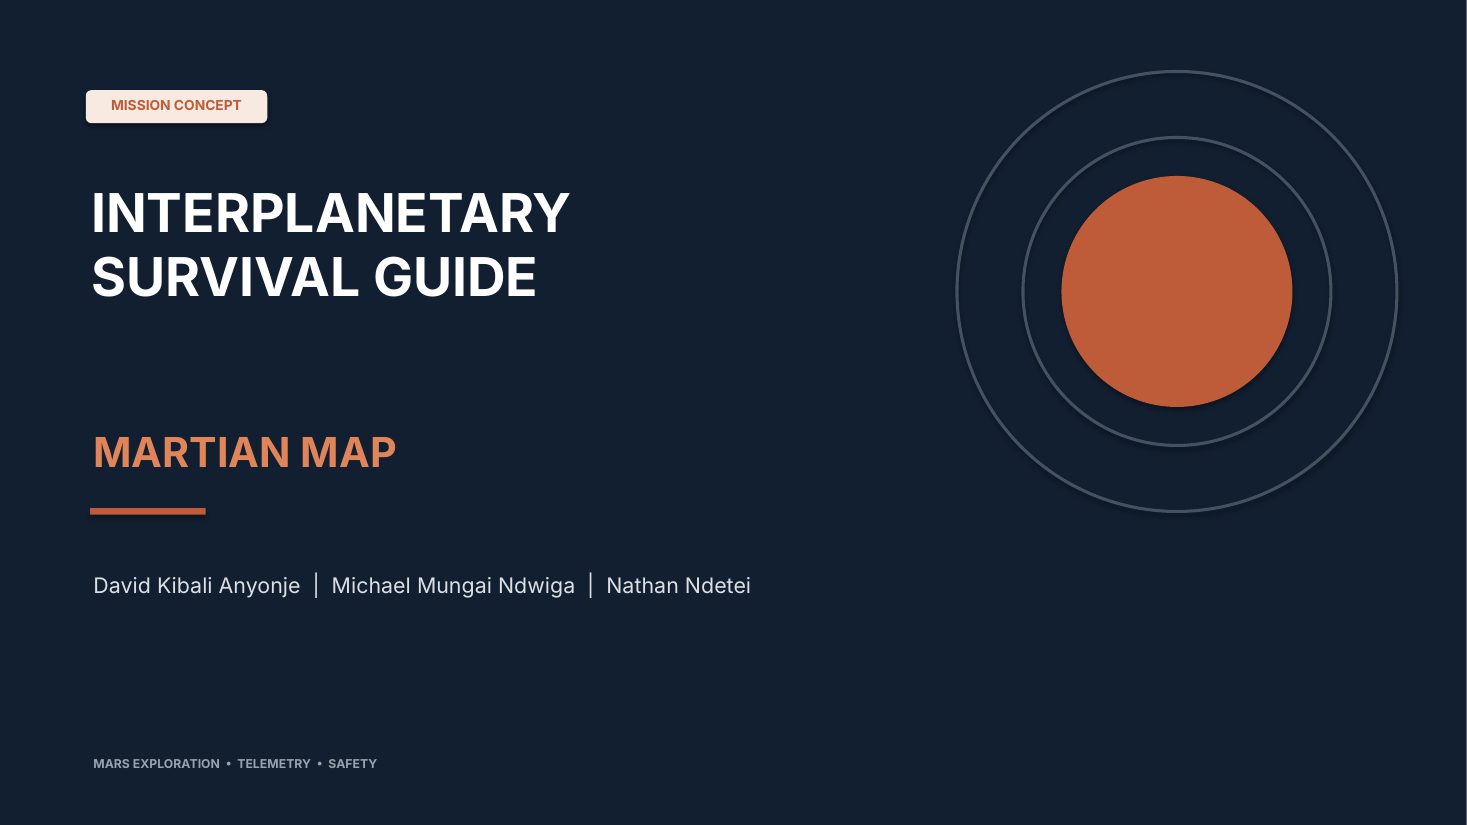 MISSION CONCEPT
INTERPLANETARY
SURVIVAL GUIDE
MARTIAN MAP
David Kibali Anyonje | Michael Mungai Ndwiga | Nathan Ndetei
MARS EXPLORATION • TELEMETRY • SAFETY